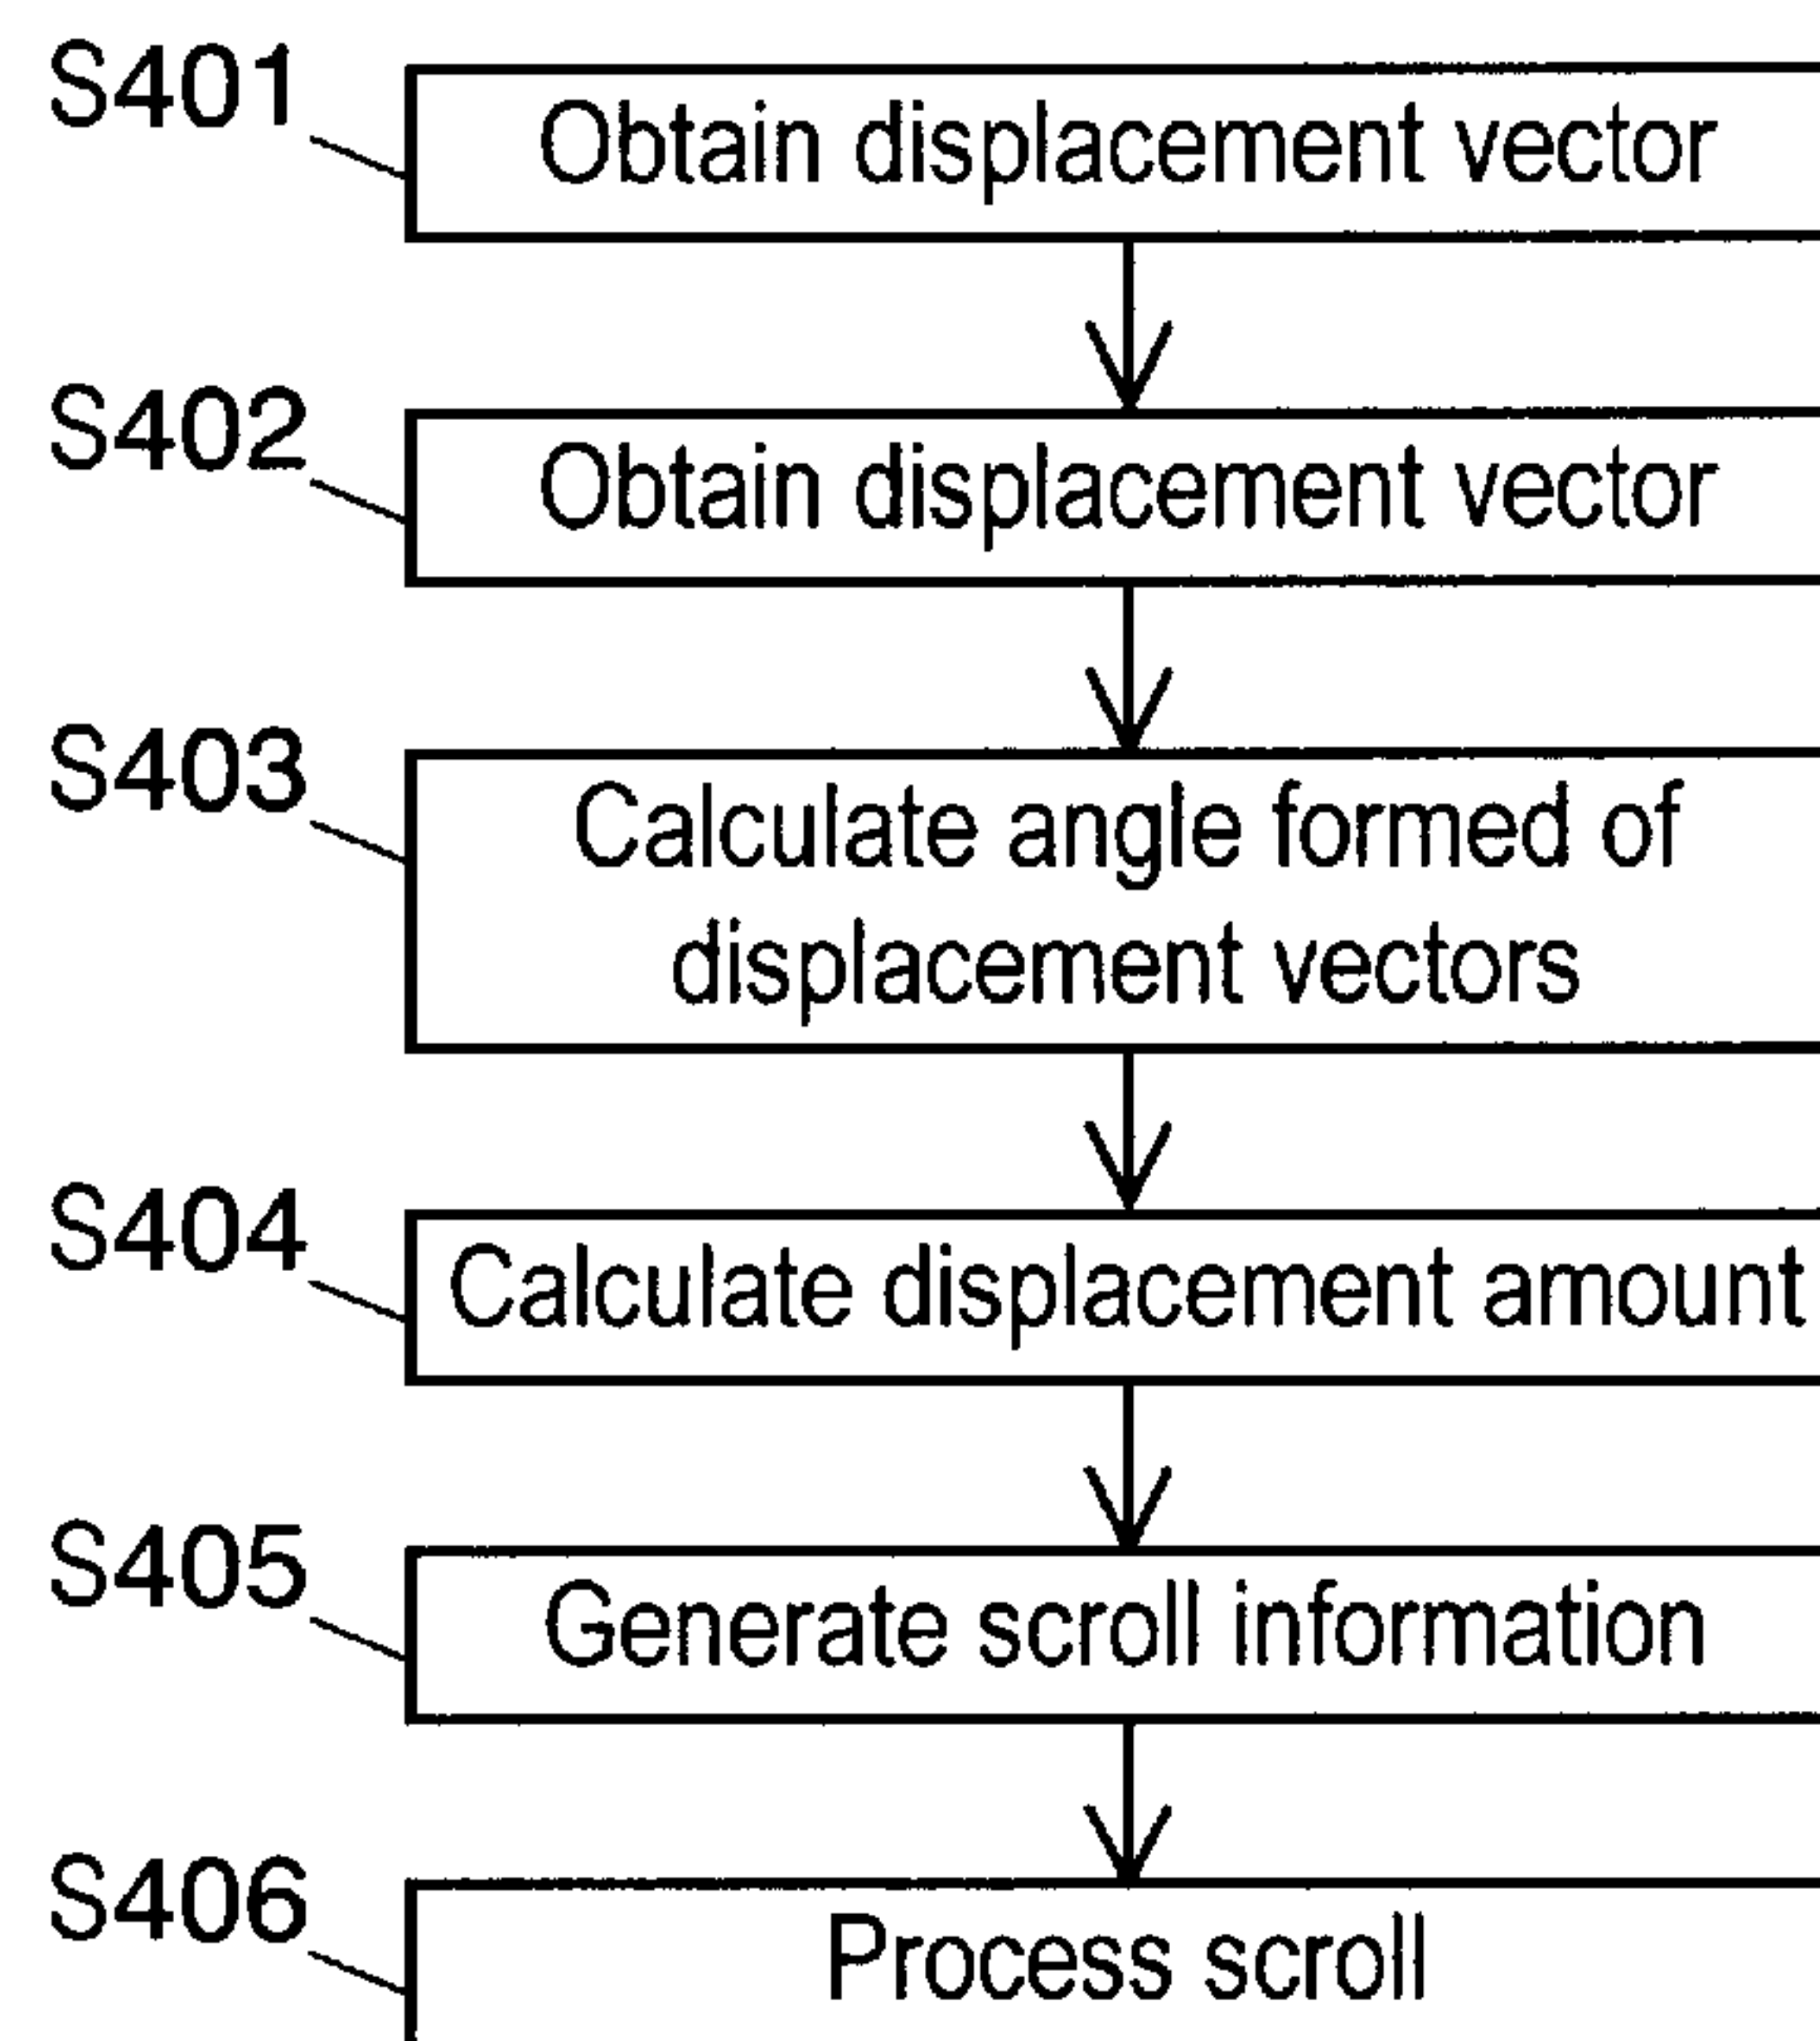 S401
Obtain displacement vector
S402
Obtain displacement vector
S403
Calculate angle formed of
displacement vectors
S404
Calculate displacement amount
S405
Generate scroll information
S406
Process scroll